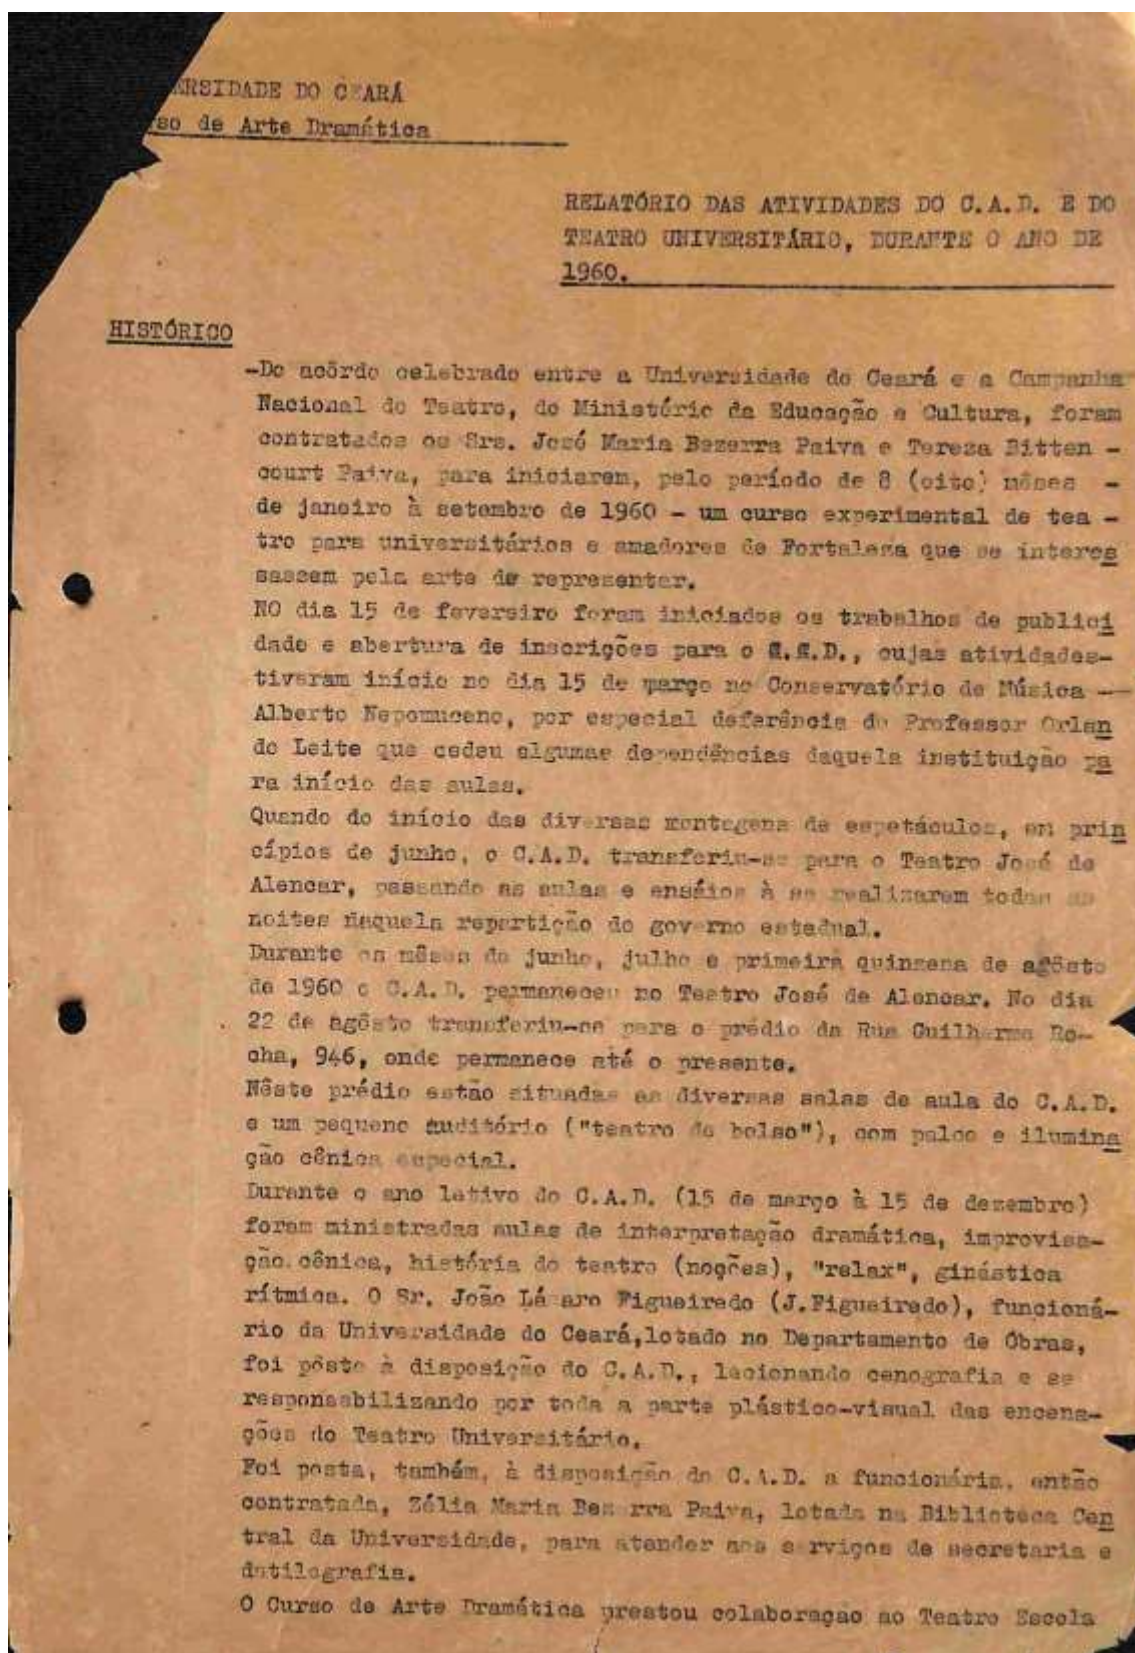 ERSIDADE DO CEARÁ
so de Arte Dramática
RELATÓRIO DAS ATIVIDADES DO C.A.D. E DO
TEATRO UNIVERSITÁRIO, DURANTE O ANO DE
1960.
HISTÓRICO
-Do acôrdo celebrado entre a Universidade do Ceará e a Campanha
Nacional de Teatro, do Ministério da Educação e Cultura, foram
contratados os Srs. José Maria Bezerra Paiva e Tereza Bitten -
court Paiva, para iniciarem, pelo período de 8 (oito) mêses -
de janeiro à setembro de 1960 - um curso experimental de tea -
tro para universitários e amadores de Fortaleza que se interes
sassem pela arte de representar.
NO dia 15 de fevereiro foram iniciados os trabalhos de publici
dade e abertura de inscrições para o C.A.D., cujas atividades-
tiveram início no dia 15 de março no Conservatório de Música -
Alberto Nepomuceno, por especial deferência do Professor Orlan
do Leite que cedeu algumas dependências daquela instituição pa
ra início das aulas.
Quando do início das diversas montagens de espetáculos, em prin
cípios de junho, o C.A.D. transferiu-se para o Teatro José de
Alencar, passando as aulas e ensáios à se realizarem todas as
noites naquela repartição do governo estadual.
Durante os mêses de junho, julho e primeira quinzena de agôsto
de 1960 o C.A.D. permaneceu no Teatro José de Alencar. No dia
22 de agôsto transferiu-se para o prédio da Rua Guilherme Ro-
cha, 946, onde permanece até o presente.
Nêste prédio estão situadas as diversas salas de aula do C.A.D.
e um pequeno auditório ("teatro de bolso"), com palco e ilumina
ção cênica especial.
Durante o ano letivo do C.A.D. (15 de março à 15 de dezembro)
foram ministradas aulas de interpretação dramática, improvisa-
ção cênica, história do teatro (noções), "relax", ginástica
rítmica. O Sr. João Lázaro Figueiredo (J.Figueiredo), funcioná-
rio da Universidade do Ceará,lotado no Departamento de Obras,
foi pôsto à disposição do C.A.D., lecionando cenografia e se
responsabilizando por toda a parte plástico-visual das encena-
ções do Teatro Universitário.
Foi posta, também, à disposição do C.A.D. a funcionária, então
contratada, Zélia Maria Bezerra Paiva, lotada na Biblioteca Cen
tral da Universidade, para atender aos serviços de secretaria e
datilografia.
O Curso de Arte Dramática prestou colaboração ao Teatro Escola